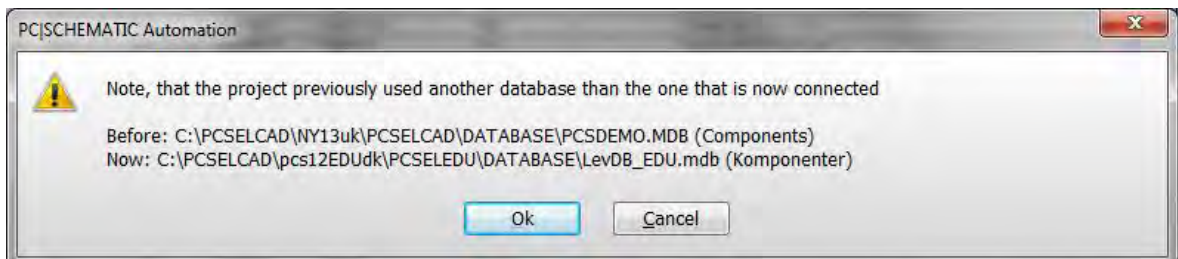 PC|SCHEMATIC Automation
Note, that the project previously used another database than the one that is now connected
Before: C:\PCSELCAD\NY13uk\PCSELCAD\DATABASE\PCSDEMO.MDB (Components)
Now: C:\PCSELCAD\pcs12EDUdk\PCSELEDU\DATABASE\LevDB_EDU.mdb (Komponenter)
Ok Cancel